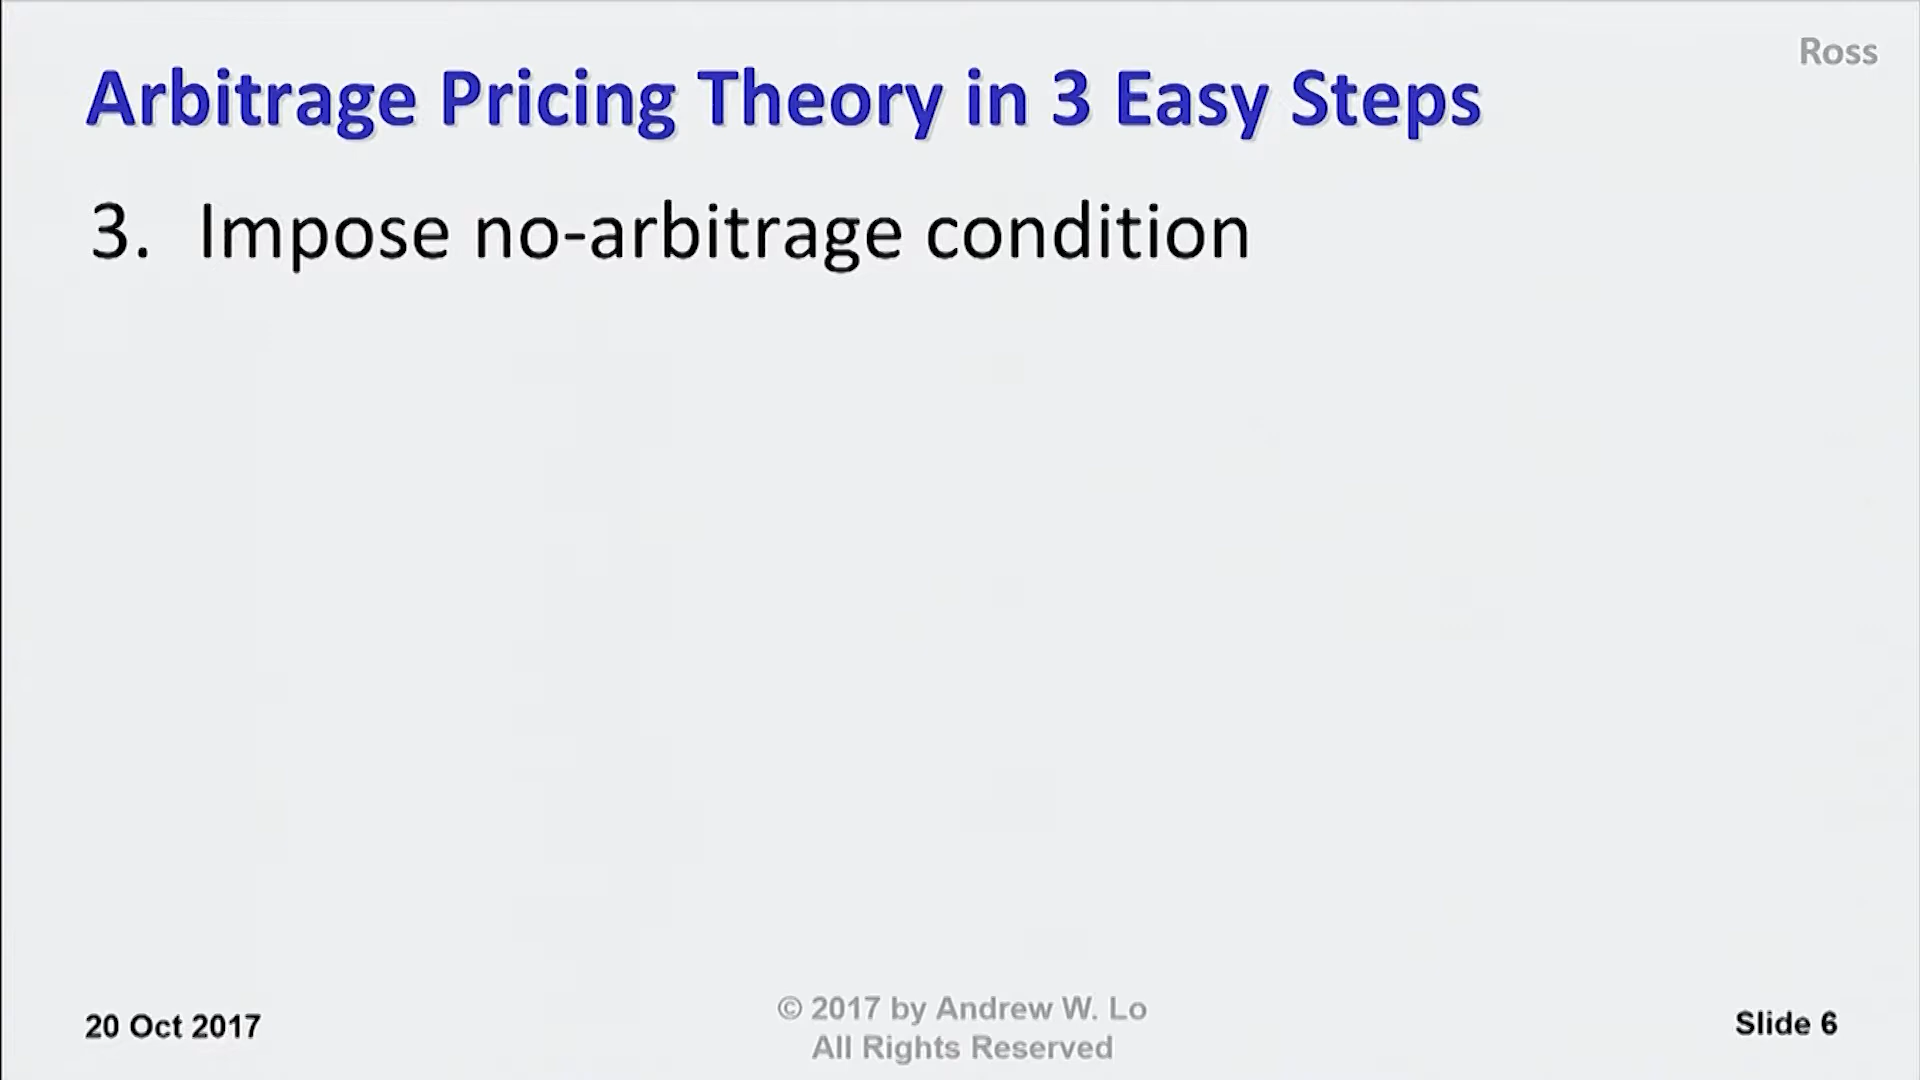 Ross
Arbitrage Pricing Theory in 3 Easy Steps
3. Impose no-arbitrage condition
20 Oct 2017
© 2017 by Andrew W. Lo
All Rights Reserved
Slide 6